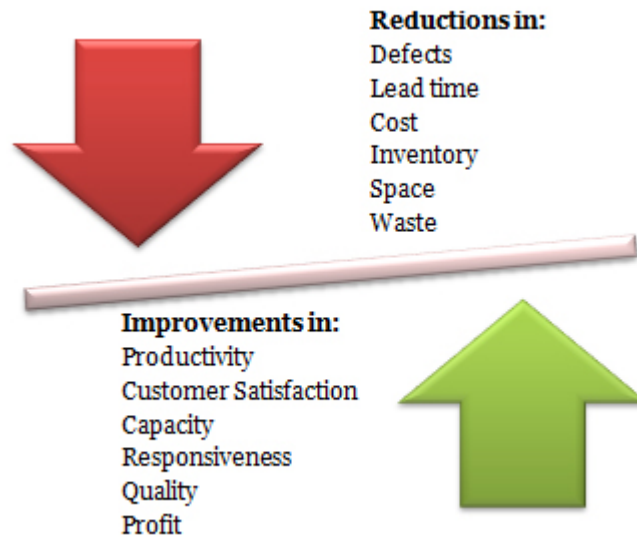 Reductions in:
Defects
Lead time
Cost
Inventory
Space
Waste
Improvements in:
Productivity
Customer Satisfaction
Capacity
Responsiveness
Quality
Profit